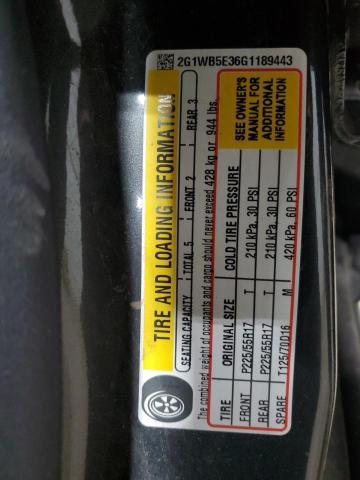 2G1WB5E36G1189443
TIRE AND LOADING INFORMATION
SEATING CAPACITY TOTAL 5 FRONT 2 REAR 3
The combined weight of occupants and cargo should never exceed 428 kg or 944 lbs.
TIRE ORIGINAL SIZE COLD TIRE PRESSURE
FRONT P225/55R17 T 210 kPa, 30 PSI
REAR P225/55R17 T 210 kPa, 30 PSI
SPARE T125/70D16 M 420 kPa, 60 PSI
SEE OWNER'S
MANUAL FOR
ADDITIONAL
INFORMATION